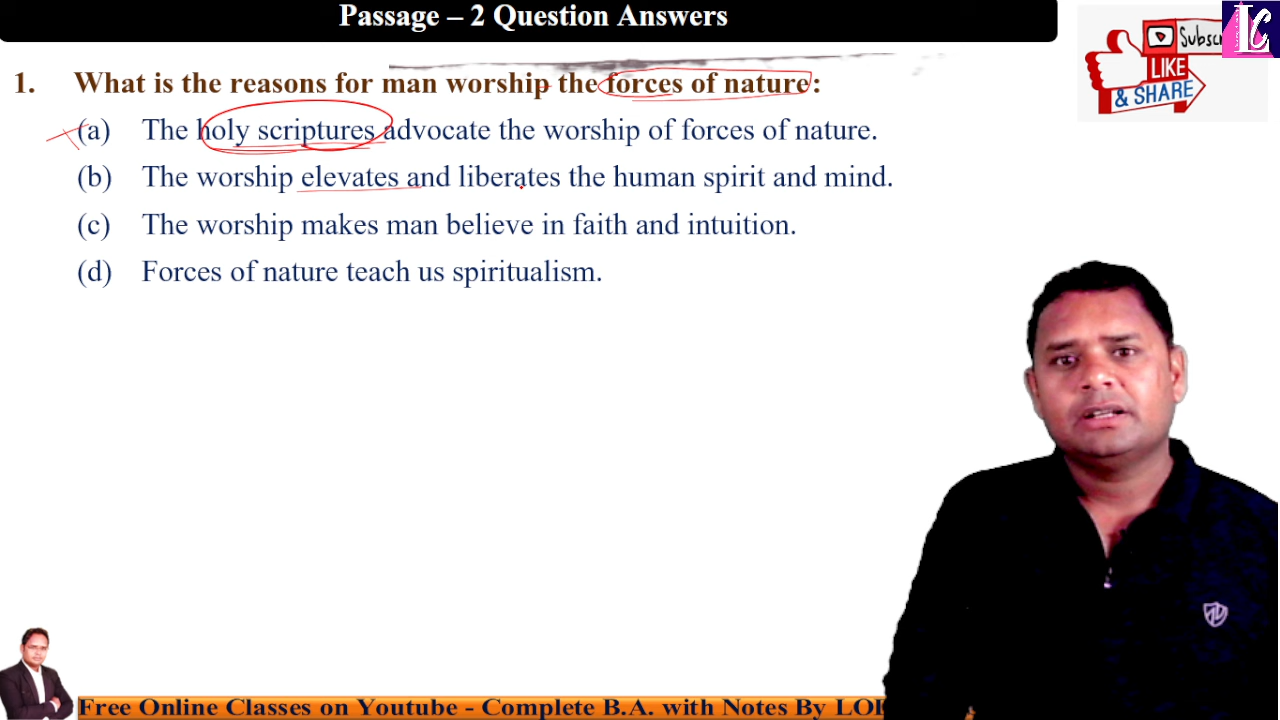 Passage – 2 Question Answers
1. What is the reasons for man worship the forces of nature:
(a) The holy scriptures advocate the worship of forces of nature.
(b) The worship elevates and liberates the human spirit and mind.
(c) The worship makes man believe in faith and intuition.
(d) Forces of nature teach us spiritualism.
LIKE
& SHARE
LC
Free Online Classes on Youtube - Complete B.A. with Notes By